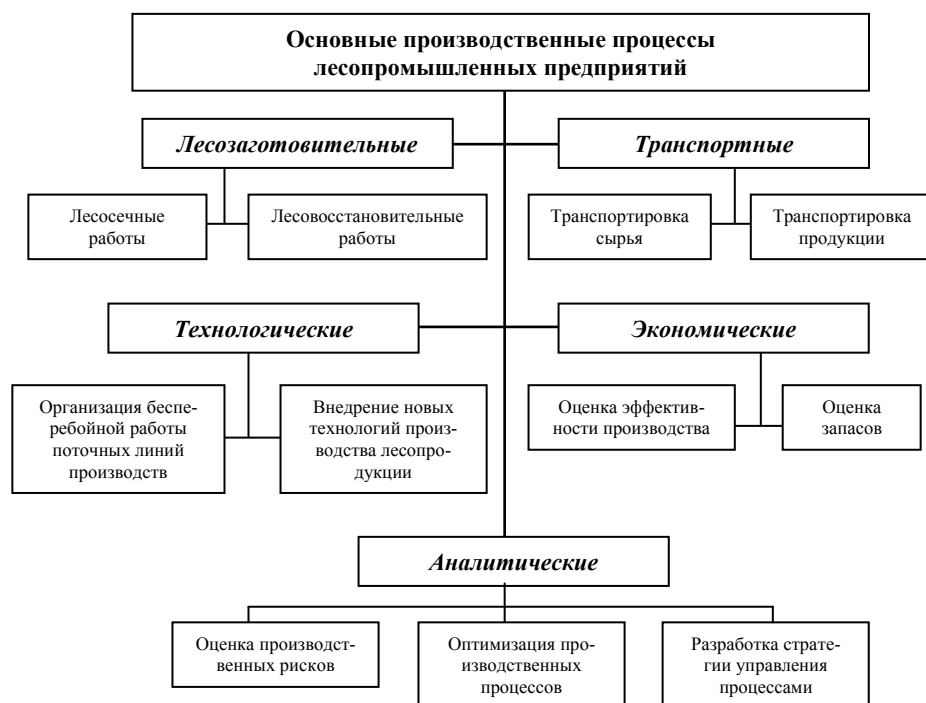 Основные производственные процессы
лесопромышленных предприятий
Лесозаготовительные
Транспортные
Лесосечные
работы
Лесовосстановительные
работы
Транспортировка
сырья
Транспортировка
продукции
Технологические
Экономические
Организация беспе-
ребойной работы
поточных линий
производств
Внедрение новых
технологий произ-
водства лесопро-
дукции
Оценка эффектив-
ности производства
Оценка
запасов
Аналитические
Оценка производст-
венных рисков
Оптимизация про-
изводственных
процессов
Разработка страте-
гии управления
процессами